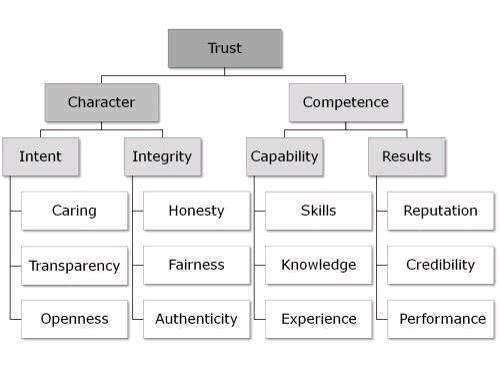 Trust
Character
Competence
Intent
Integrity
Capability
Results
Caring
Honesty
Skills
Reputation
Transparency
Fairness
Knowledge
Credibility
Openness
Authenticity
Experience
Performance